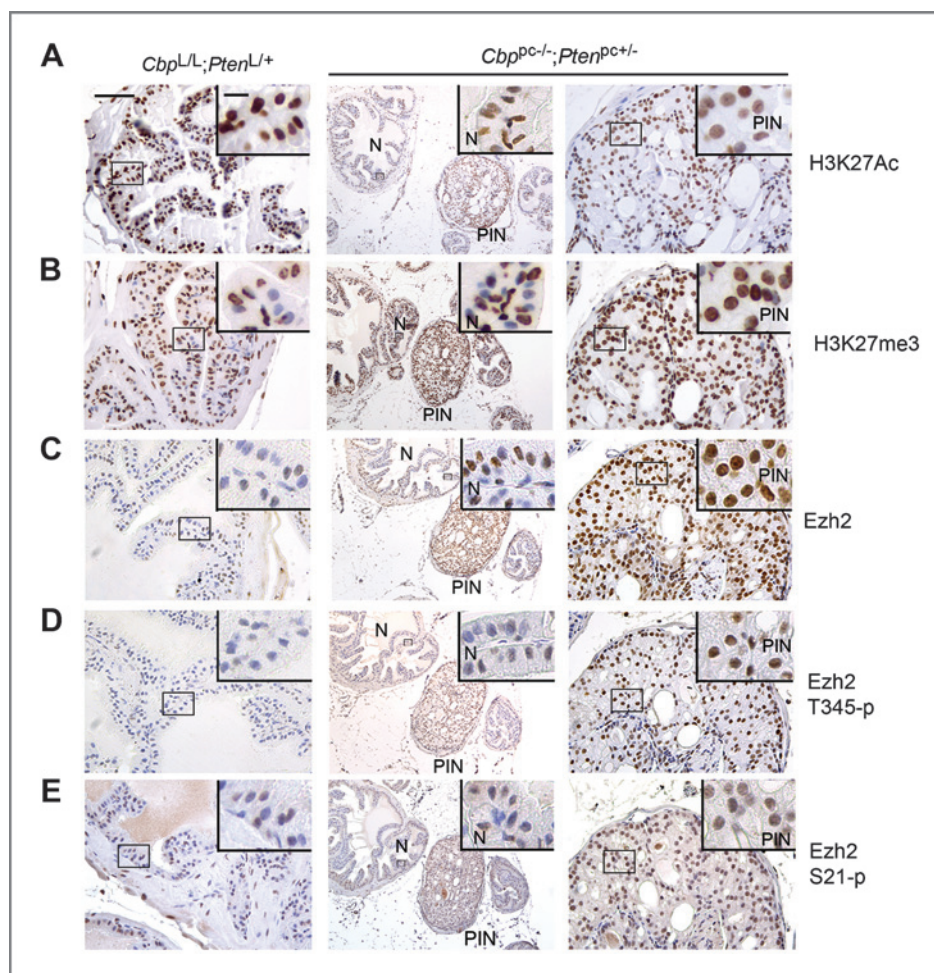 A
Cbp^L/L;Pten^L/+
Cbp^pc-/-;Pten^pc+/-
N
N
PIN
PIN
H3K27Ac
B
N
N
PIN
PIN
H3K27me3
C
N
N
PIN
PIN
Ezh2
D
N
N
PIN
PIN
Ezh2
T345-p
E
N
N
PIN
PIN
Ezh2
S21-p